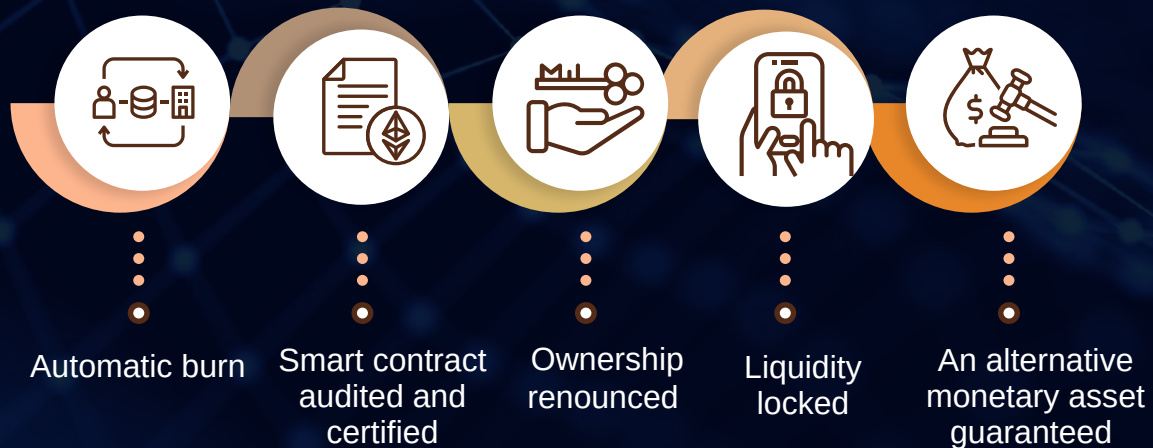 Automatic burn
Smart contract
audited and
certified
Ownership
renounced
Liquidity
locked
An alternative
monetary asset
guaranteed
$